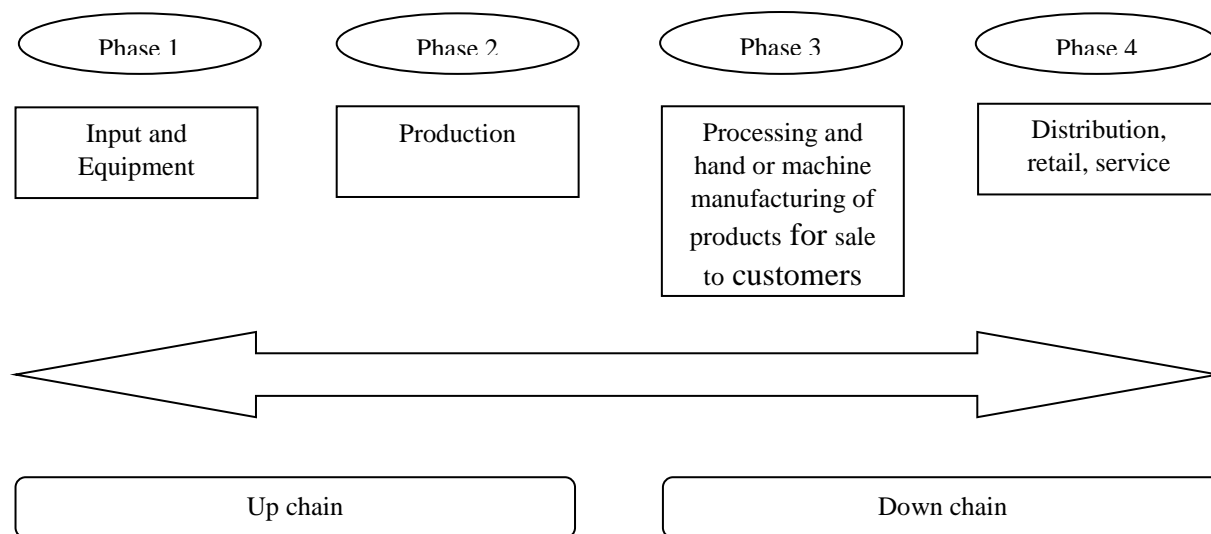 Phase 1
Phase 2
Phase 3
Phase 4
Input and
Equipment
Production
Processing and
hand or machine
manufacturing of
products for sale
to customers
Distribution,
retail, service
Up chain
Down chain